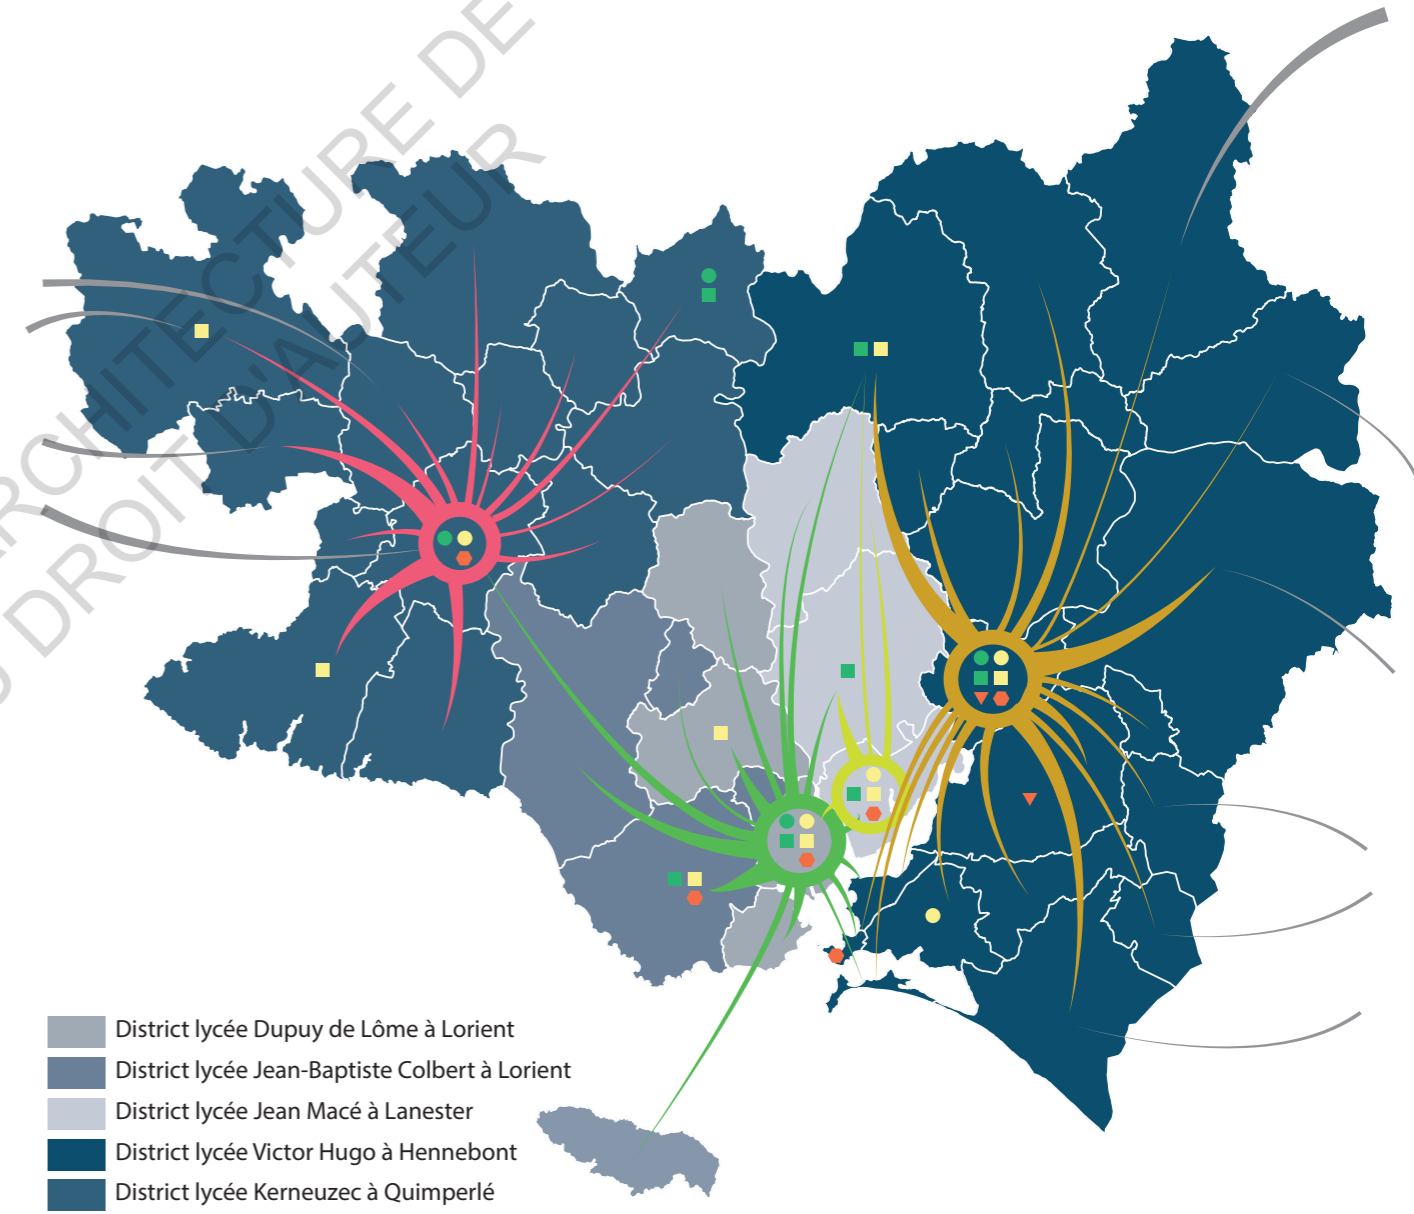 ARCHITECTURE DE
DROIT D'AUTEUR
District lycée Dupuy de Lôme à Lorient
District lycée Jean-Baptiste Colbert à Lorient
District lycée Jean Macé à Lanester
District lycée Victor Hugo à Hennebont
District lycée Kerneuzec à Quimperlé